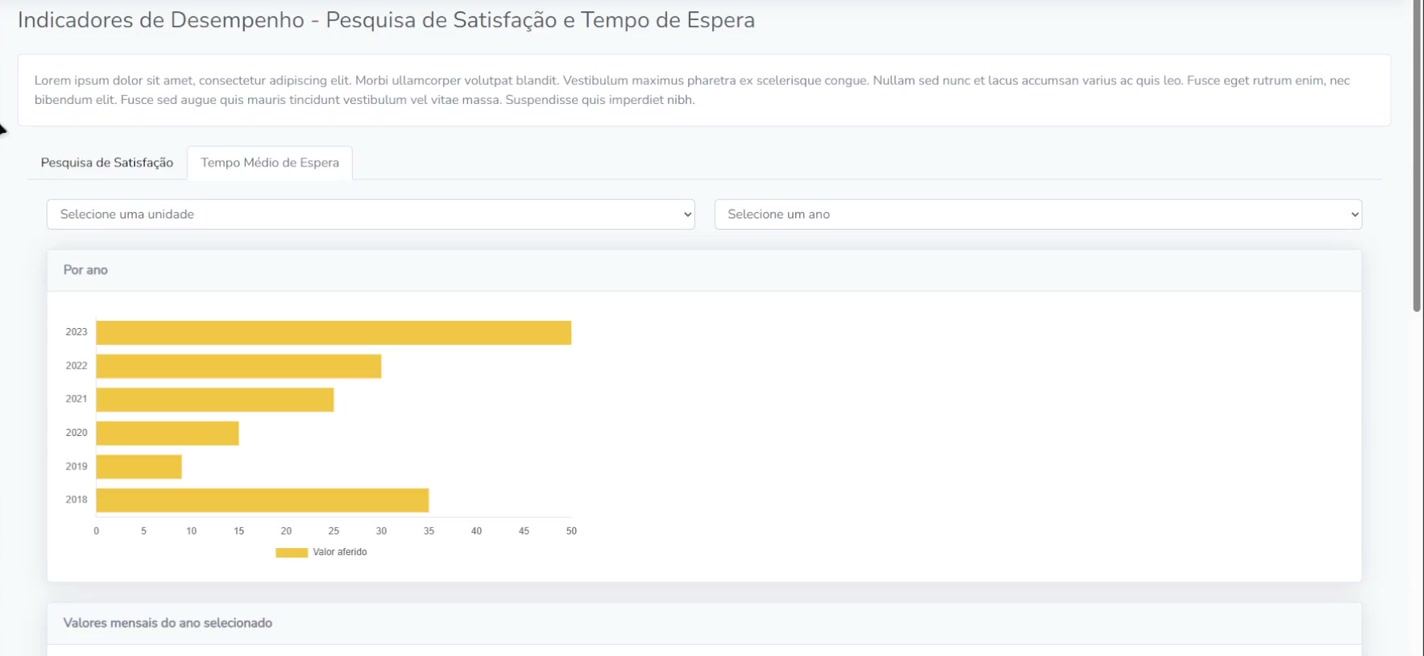 Indicadores de Desempenho - Pesquisa de Satisfação e Tempo de Espera
Lorem ipsum dolor sit amet, consectetur adipiscing elit. Morbi ullamcorper volutpat blandit. Vestibulum maximus pharetra ex scelerisque congue. Nullam sed nunc et lacus accumsan varius ac quis leo. Fusce eget rutrum enim, nec
bibendum elit. Fusce sed augue quis mauris tincidunt vestibulum vel vitae massa. Suspendisse quis imperdiet nibh.
Pesquisa de Satisfação Tempo Médio de Espera
Selecione uma unidade Selecione um ano
Por ano
2023
2022
2021
2020
2019
2018
0 5 10 15 20 25 30 35 40 45 50
Valor aferido
Valores mensais do ano selecionado